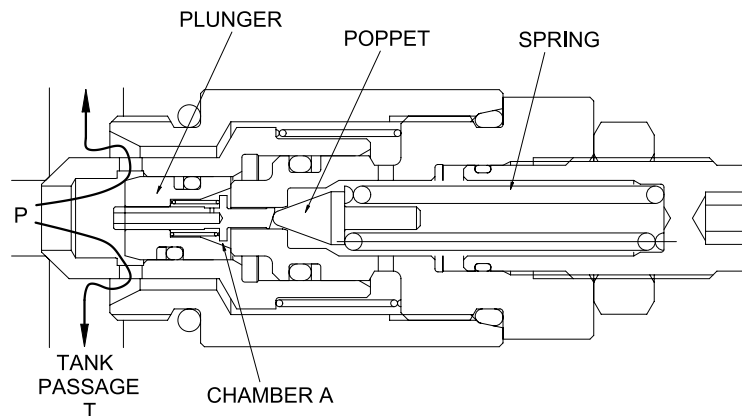 PLUNGER
POPPET
SPRING
P
TANK
PASSAGE
T
CHAMBER A